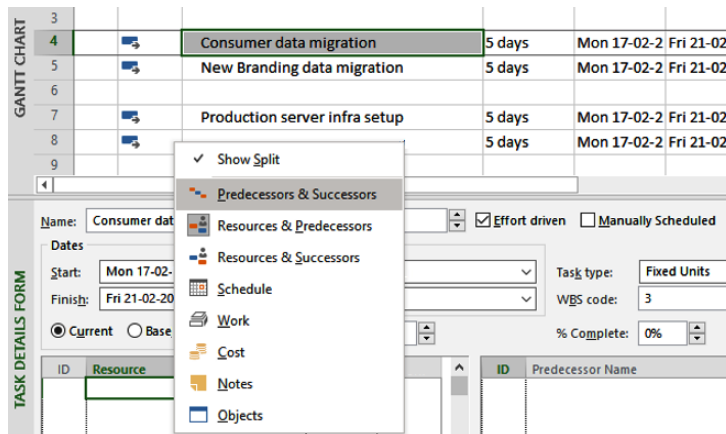 GANTT CHART
3
4 Consumer data migration 5 days Mon 17-02-2 Fri 21-02
5 New Branding data migration 5 days Mon 17-02-2 Fri 21-02
6
7 Production server infra setup 5 days Mon 17-02-2 Fri 21-02
8 5 days Mon 17-02-2 Fri 21-02
9
Show Split
Predecessors & Successors
Resources & Predecessors
Resources & Successors
Schedule
Work
Cost
Notes
Objects
TASK DETAILS FORM
Name: Consumer dat Effort driven Manually Scheduled
Dates
Start: Mon 17-02- Task type: Fixed Units
Finish: Fri 21-02-20 WBS code: 3
Current Base % Complete: 0%
ID Resource ID Predecessor Name